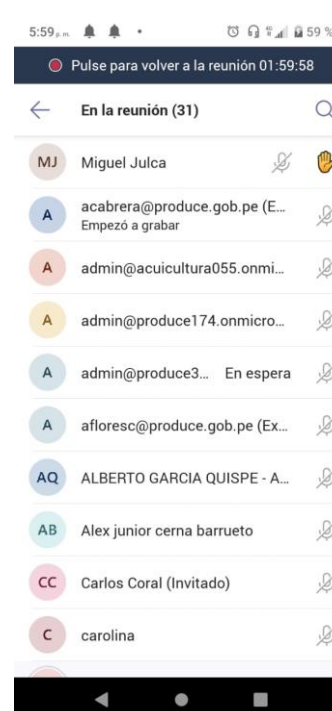 5:59 p. m. 59 %
Pulse para volver a la reunión 01:59:58
En la reunión (31)
MJ Miguel Julca
A acabrera@produce.gob.pe (E...
Empezó a grabar
A admin@acuicultura055.onmi...
A admin@produce174.onmicro...
A admin@produce3... En espera
A afloresc@produce.gob.pe (Ex...
AQ ALBERTO GARCIA QUISPE - A...
AB Alex junior cerna barrueto
CC Carlos Coral (Invitado)
C carolina